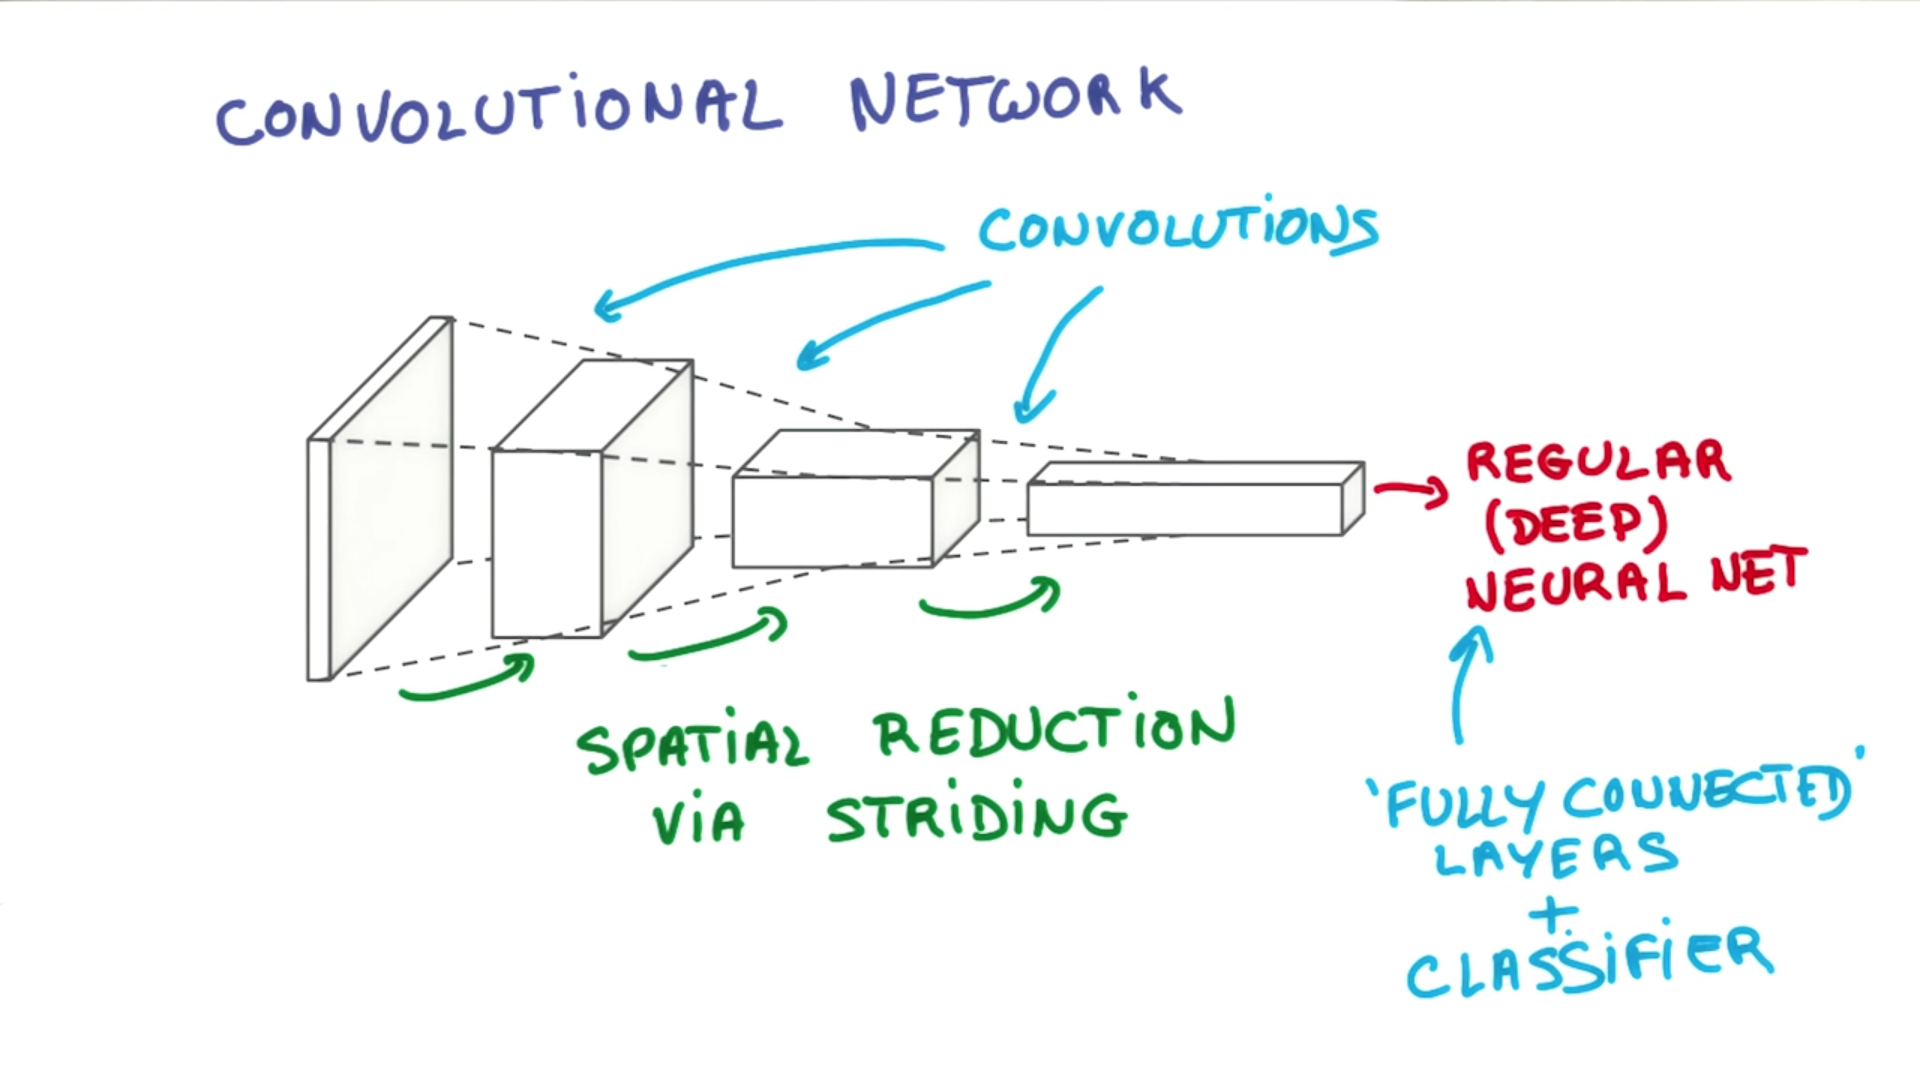 CONVOLUTIONAL NETWORK
CONVOLUTIONS
REGULAR
(DEEP)
NEURAL NET
SPATIAL REDUCTION
VIA STRIDING
'FULLY CONNECTED'
LAYERS
+
CLASSIFIER